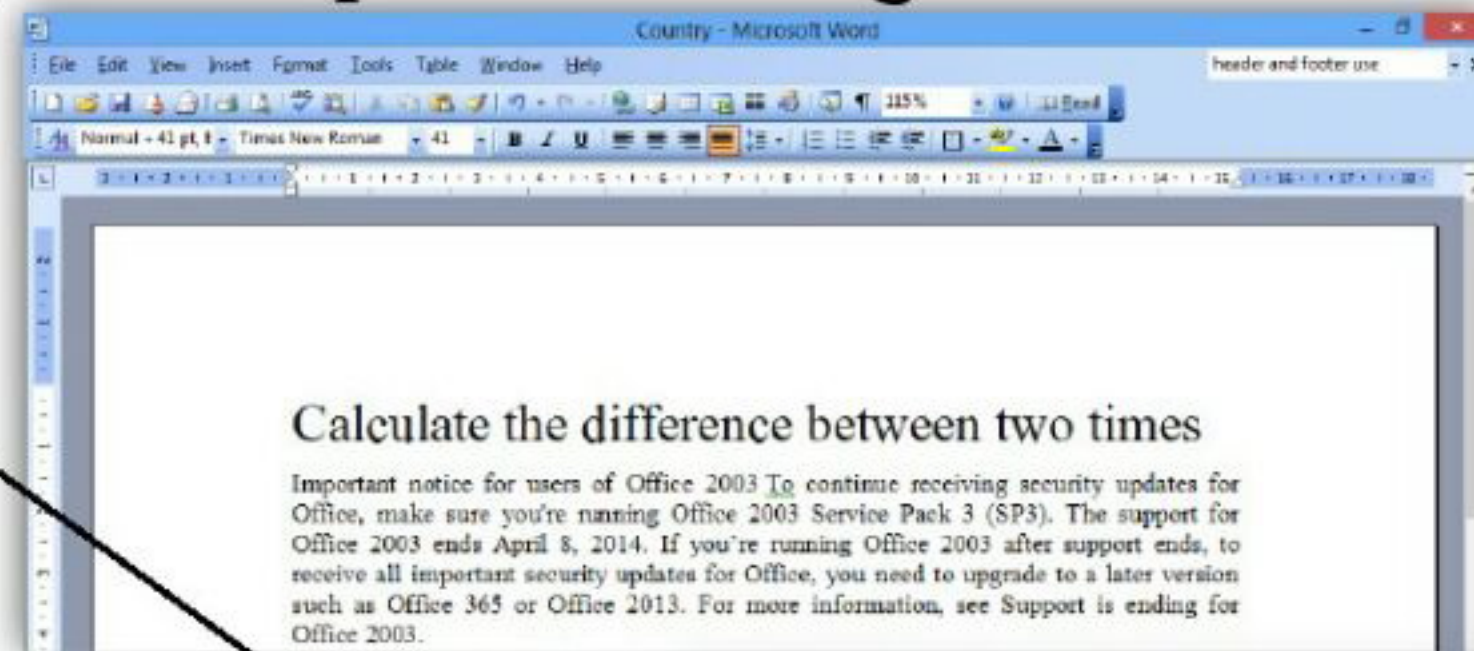 Country - Microsoft Word
File Edit View Insert Format Tools Table Window Help
header and footer use
115%
Read
Normal + 41 pt, Times New Roman 41 B I U
Calculate the difference between two times
Important notice for users of Office 2003 To continue receiving security updates for
Office, make sure you're running Office 2003 Service Pack 3 (SP3). The support for
Office 2003 ends April 8, 2014. If you're running Office 2003 after support ends, to
receive all important security updates for Office, you need to upgrade to a later version
such as Office 365 or Office 2013. For more information, see Support is ending for
Office 2003.